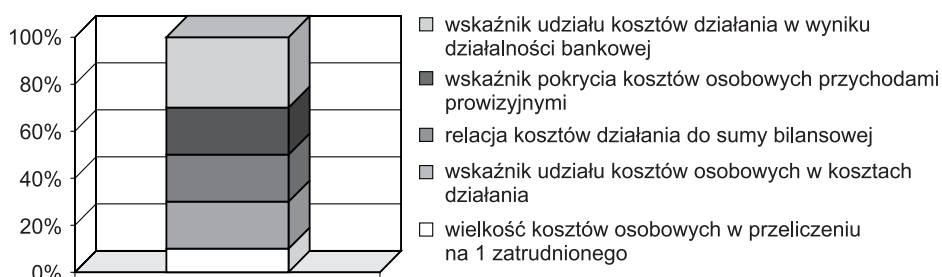 100%
80%
60%
40%
20%
0%
wskaźnik udziału kosztów działania w wyniku
działalności bankowej
wskaźnik pokrycia kosztów osobowych przychodami
prowizyjnymi
relacja kosztów działania do sumy bilansowej
wskaźnik udziału kosztów osobowych w kosztach
działania
wielkość kosztów osobowych w przeliczeniu
na 1 zatrudnionego